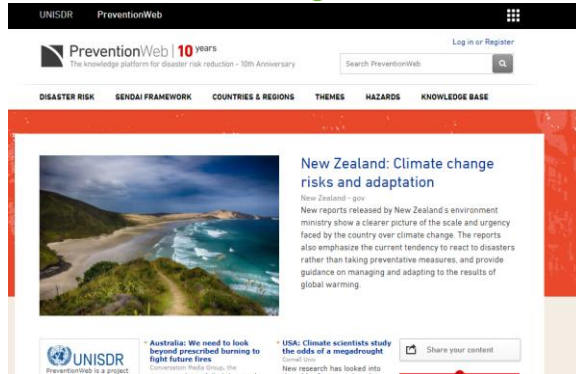 UNISDR PreventionWeb
Log in or Register
PreventionWeb 10 years
The knowledge platform for disaster risk reduction - 10th Anniversary
Search PreventionWeb
DISASTER RISK SENDAI FRAMEWORK COUNTRIES & REGIONS THEMES HAZARDS KNOWLEDGE BASE
New Zealand: Climate change
risks and adaptation
New Zealand - gov
New reports released by New Zealand's environment
ministry show a clearer picture of the scale and urgency
faced by the country over climate change. The reports
also emphasize the current tendency to react to disasters
rather than taking preventative measures, and provide
guidance on managing and adapting to the results of
global warming.
UNISDR
PreventionWeb is a project
Australia: We need to look
beyond prescribed burning to
fight future fires
Conversation Media Group, the
USA: Climate scientists study
the odds of a megadrought
Cornell Univ
New research has looked into
Share your content